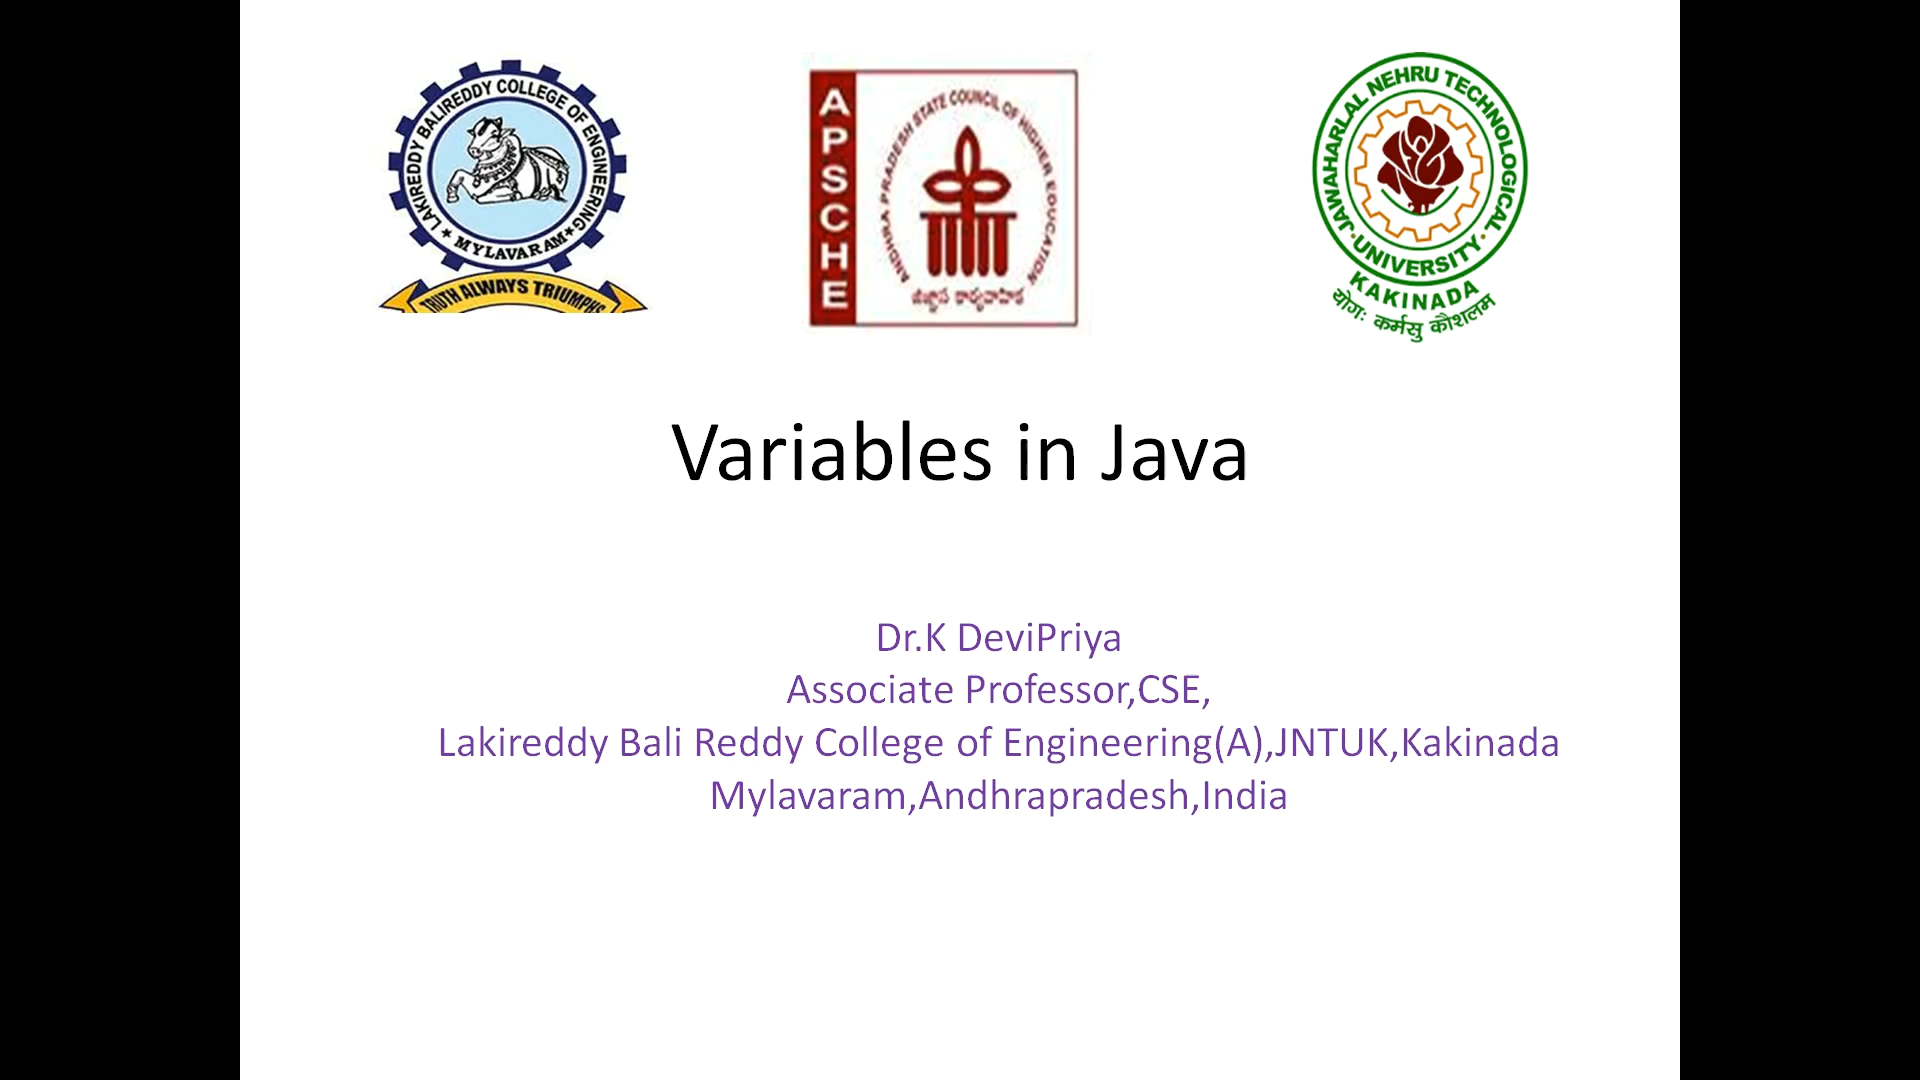 LAKIREDDY BALIREDDY COLLEGE OF ENGINEERING
★ MYLAVARAM ★
TRUTH ALWAYS TRIUMPHS
APSCHE
ANDHRA PRADESH STATE COUNCIL OF HIGHER EDUCATION
JAWAHARLAL NEHRU TECHNOLOGICAL
· UNIVERSITY ·
KAKINADA
योगः कर्मसु कौशलम
Variables in Java
Dr.K DeviPriya
Associate Professor,CSE,
Lakireddy Bali Reddy College of Engineering(A),JNTUK,Kakinada
Mylavaram,Andhrapradesh,India